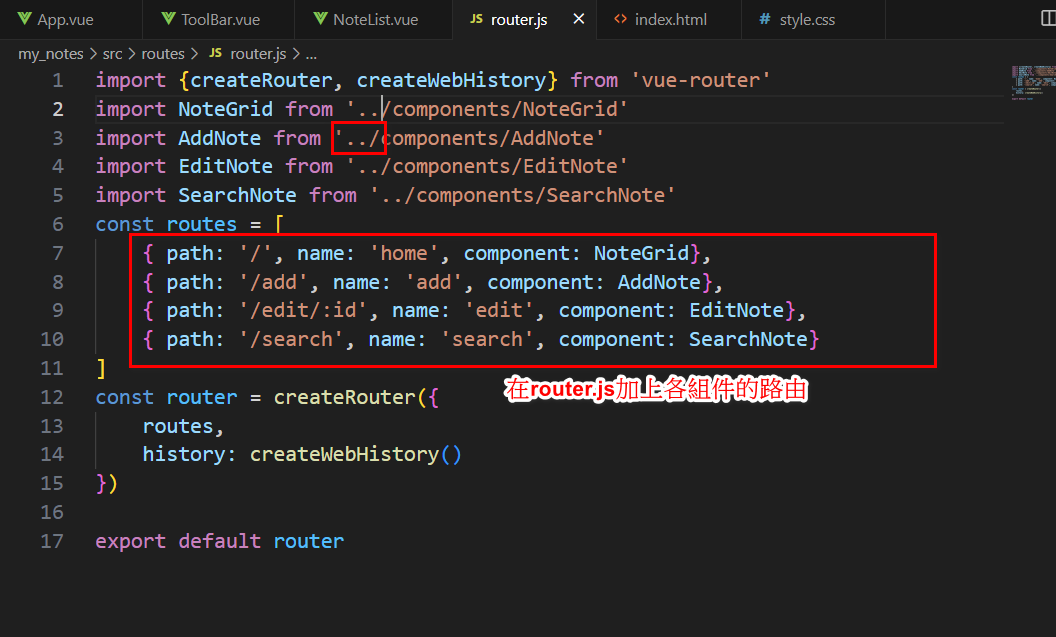 App.vue ToolBar.vue NoteList.vue JS router.js × <> index.html # style.css
my_notes > src > routes > JS router.js > ...
1 import {createRouter, createWebHistory} from 'vue-router'
2 import NoteGrid from '../components/NoteGrid'
3 import AddNote from '../components/AddNote'
4 import EditNote from '../components/EditNote'
5 import SearchNote from '../components/SearchNote'
6 const routes = [
7 { path: '/', name: 'home', component: NoteGrid},
8 { path: '/add', name: 'add', component: AddNote},
9 { path: '/edit/:id', name: 'edit', component: EditNote},
10 { path: '/search', name: 'search', component: SearchNote}
11 ]
在router.js加上各組件的路由
12 const router = createRouter({
13 routes,
14 history: createWebHistory()
15 })
16
17 export default router